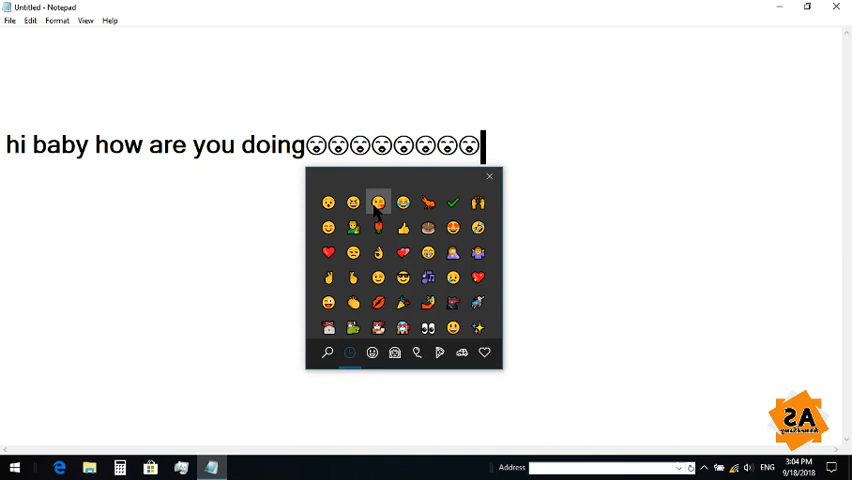 Untitled - Notepad
File Edit Format View Help
hi baby how are you doing😮😮😮😮😮😮😮😮
Address
ENG
3:04 PM
9/18/2018